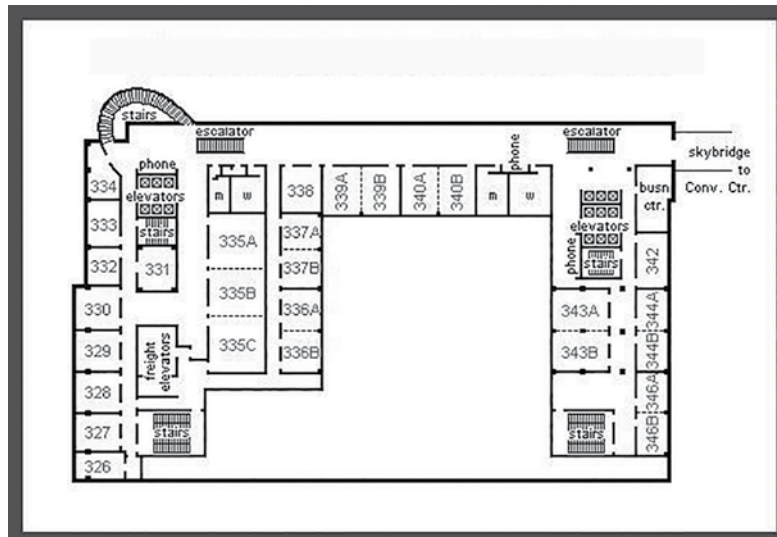 stairs
escalator
escalator
phone
phone
skybridge
to
Conv. Ctr.
334
elevators
m
w
338
339A
339B
340A
340B
m
w
busn
ctr.
333
stairs
335A
337A
elevators
phone
stairs
342
332
331
337B
330
335B
336A
343A
344A
329
freight
elevators
335C
336B
343B
344B
328
346A
327
stairs
stairs
346B
326